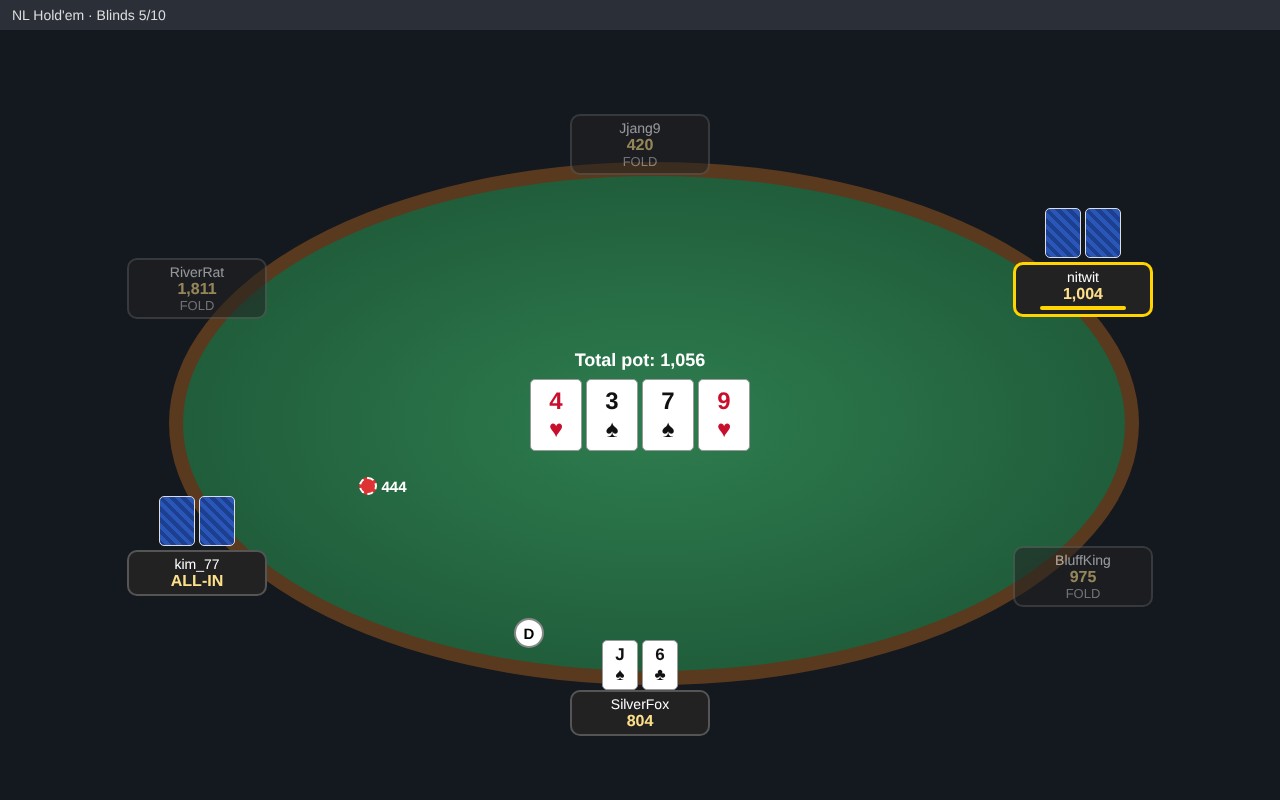 NL Hold'em · Blinds 5/10
Jjang9
420
FOLD
nitwit
1,004
RiverRat
1,811
FOLD
Total pot: 1,056
4♥ 3♠ 7♠ 9♥
444
kim_77
ALL-IN
BluffKing
975
FOLD
D
J♠ 6♣
SilverFox
804